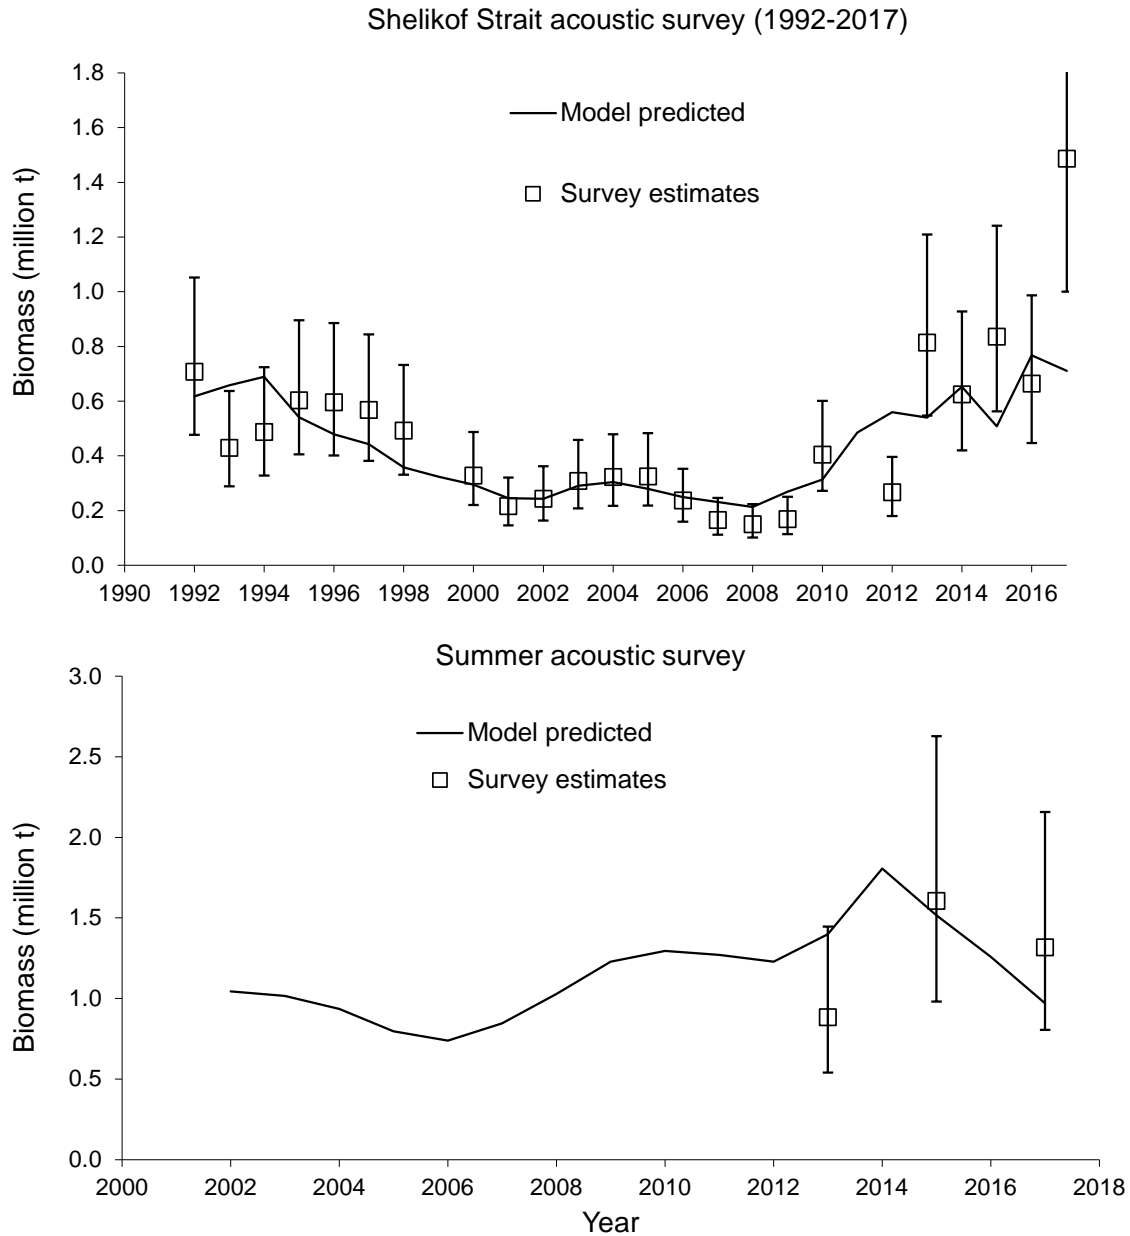 Shelikof Strait acoustic survey (1992-2017)
1.8
1.6
1.4
1.2
1.0
0.8
0.6
0.4
0.2
0.0
Biomass (million t)
Model predicted
Survey estimates
1990 1992 1994 1996 1998 2000 2002 2004 2006 2008 2010 2012 2014 2016
Summer acoustic survey
3.0
2.5
2.0
1.5
1.0
0.5
0.0
Biomass (million t)
Model predicted
Survey estimates
2000 2002 2004 2006 2008 2010 2012 2014 2016 2018
Year